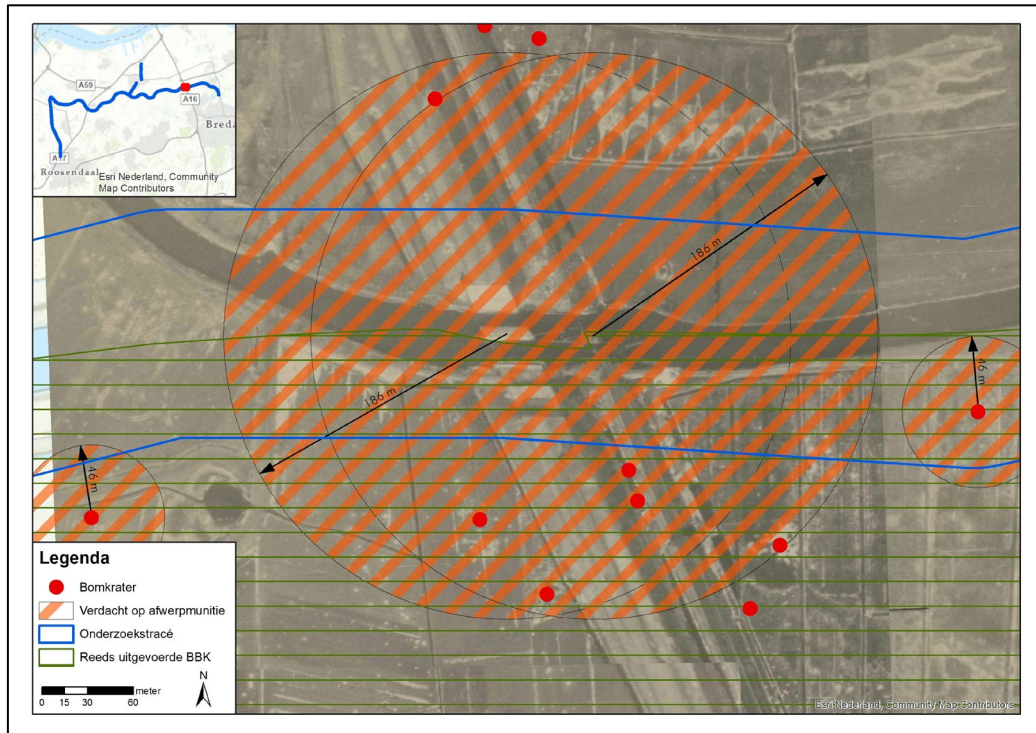 A59
A16
Breda
A17
Roosendaal
Esri Nederland, Community
Map Contributors
186 m
186 m
46 m
46 m
Legenda
Bomkrater
Verdacht op afwerpmunitie
Onderzoekstracé
Reeds uitgevoerde BBK
N
meter
0 15 30 60
Esri Nederland, Community Map Contributors